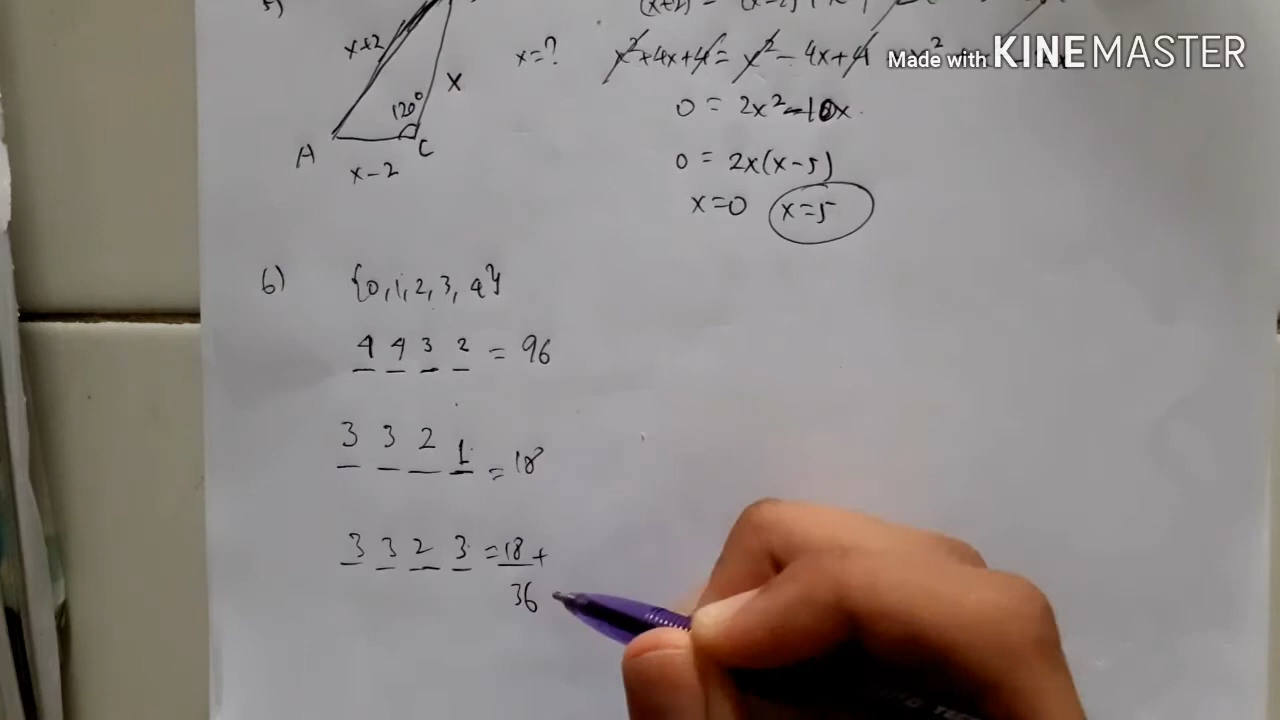 5)
x+2
x=?
x²+4x+4 = x² - 4x+4
Made with KINEMASTER
x
120°
0 = 2x² -10x
A
C
0 = 2x(x-5)
x-2
x=0 x=5
6) {0,1,2,3,4}
4 4 3 2 = 96
3 3 2 1 = 18
3 3 2 3 = 18 +
36